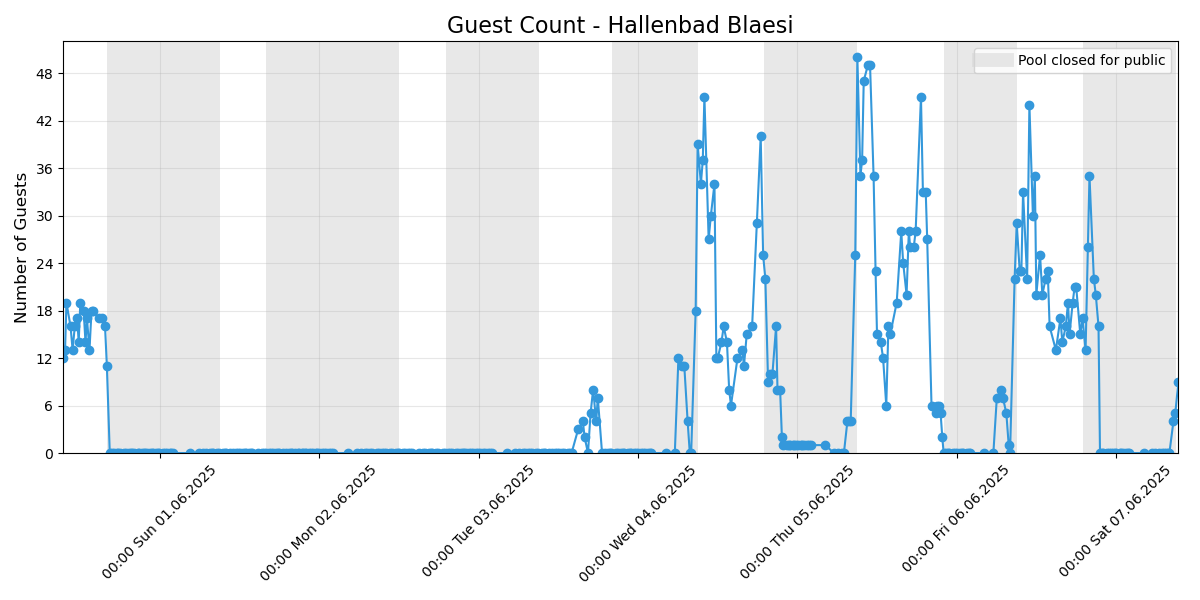 Guest Count - Hallenbad Blaesi
Pool closed for public
Number of Guests
48
42
36
30
24
18
12
6
0
00:00 Sun 01.06.2025
00:00 Mon 02.06.2025
00:00 Tue 03.06.2025
00:00 Wed 04.06.2025
00:00 Thu 05.06.2025
00:00 Fri 06.06.2025
00:00 Sat 07.06.2025